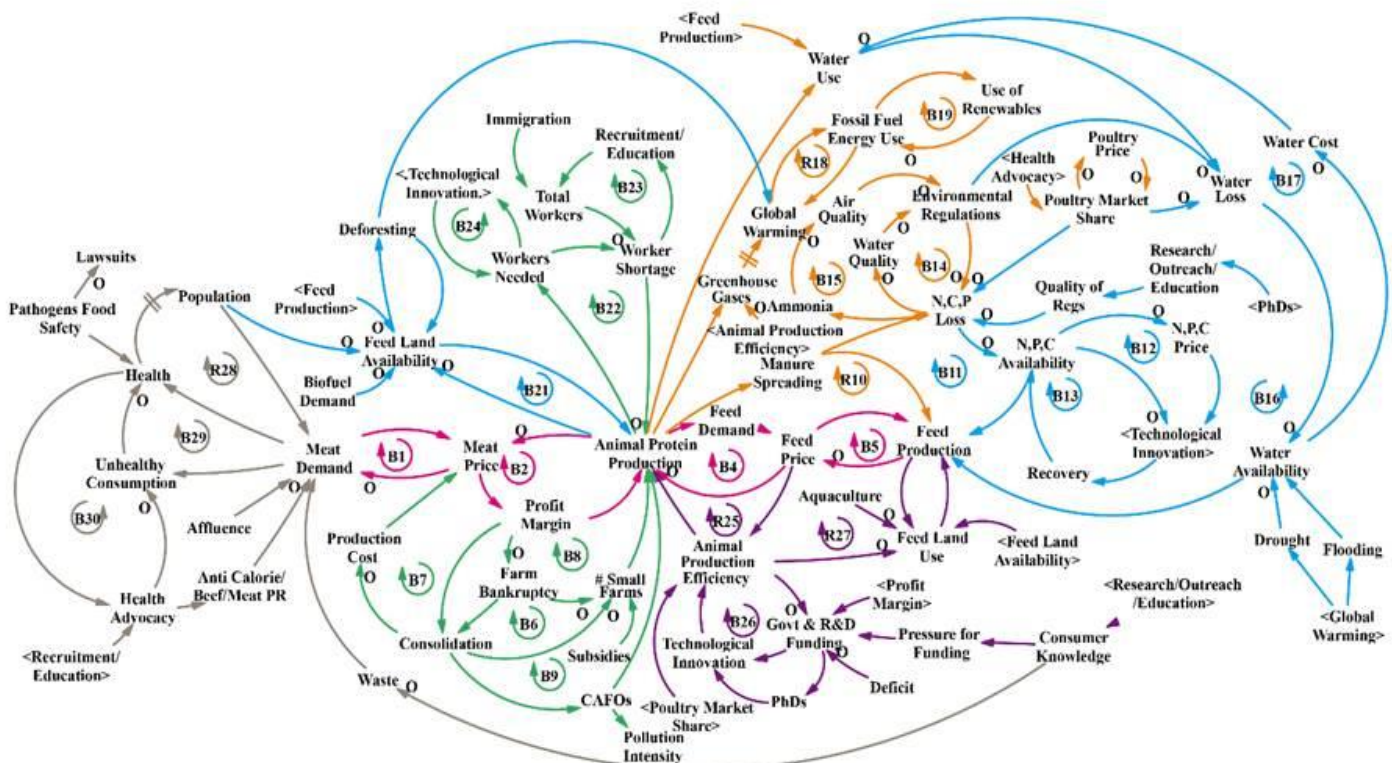 <Feed
Production>
Water
Use
O
Use of
Renewables
B19
Fossil Fuel
Energy Use
O
R18
Immigration
Recruitment/
Education
<.Technological
Innovation.>
B23
Total
Workers
B24
O
Worker
Shortage
Workers
Needed
B22
Deforesting
<Health
Advocacy>
Poultry
Price
O
O
Poultry Market
Share
O
O
Water
Loss
Water Cost
O
B17
Global
Warming
Air
Quality
O
O
Environmental
Regulations
Water
Quality
O
B14
B15
O
O
Greenhouse
Gases
O
Ammonia
N,C,P
Loss
O
<Animal Production
Efficiency>
Manure
Spreading
R10
B11
Quality of
Regs
Research/
Outreach/
Education
<PhDs>
O
N,P,C
Availability
O
N,P,C
Price
B12
B13
O
<Technological
Innovation>
Recovery
B16
O
Water
Availability
O
Drought
Flooding
<Global
Warming>
Lawsuits
O
Pathogens Food
Safety
Population
<Feed
Production>
O
O
Feed Land
Availability
O
O
Biofuel
Demand
B21
Health
O
R28
B29
Unhealthy
Consumption
O
B30
Meat
Demand
O
O
B1
Meat
Price
O
B2
O
Animal Protein
Production
O
Feed
Demand
B4
Feed
Price
O
B5
Feed
Production
Affluence
Anti Calorie/
Beef/Meat PR
Health
Advocacy
<Recruitment/
Education>
Production
Cost
O
B7
Profit
Margin
O
B8
Farm
Bankruptcy
B6
# Small
Farms
O
O
Consolidation
B9
Subsidies
Waste
O
CAFOs
Pollution
Intensity
R25
Animal
Production
Efficiency
R27
Aquaculture
O
O
Feed Land
Use
<Feed Land
Availability>
B26
O
<Profit
Margin>
Govt & R&D
Funding
O
Technological
Innovation
Pressure for
Funding
Consumer
Knowledge
<Research/Outreach
/Education>
PhDs
Deficit
<Poultry Market
Share>